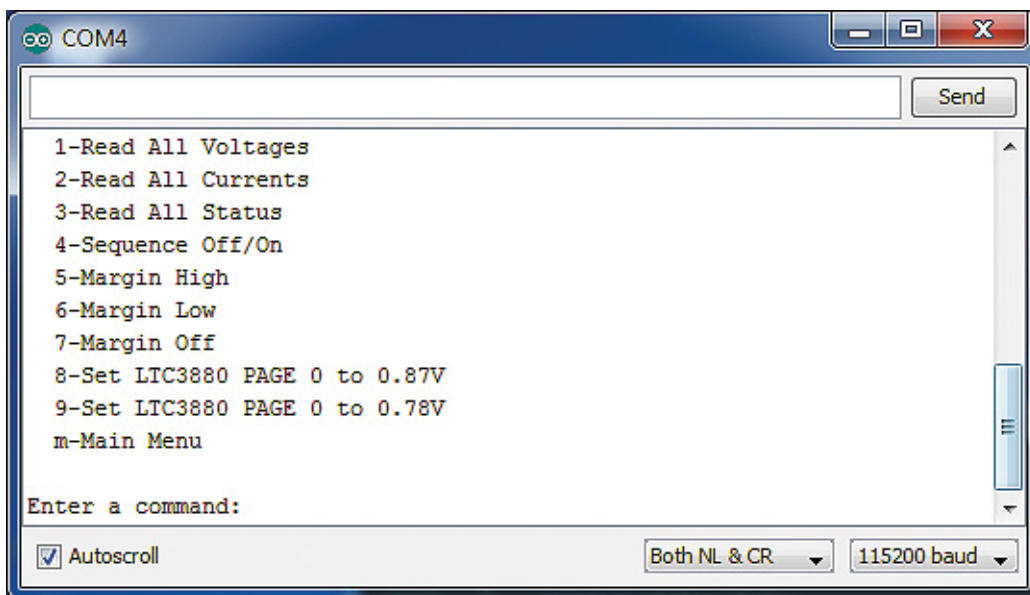 COM4
Send
1-Read All Voltages
2-Read All Currents
3-Read All Status
4-Sequence Off/On
5-Margin High
6-Margin Low
7-Margin Off
8-Set LTC3880 PAGE 0 to 0.87V
9-Set LTC3880 PAGE 0 to 0.78V
m-Main Menu
Enter a command:
Autoscroll Both NL & CR 115200 baud